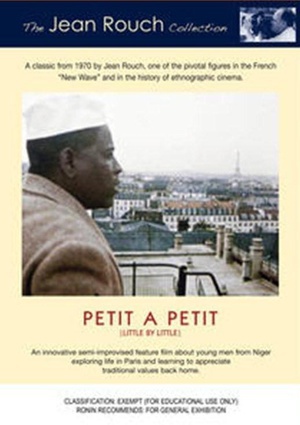 The Jean Rouch Collection
A classic from 1970 by Jean Rouch, one of the pivotal figures in the French
"New Wave" and in the history of ethnographic cinema.
PETIT A PETIT
(LITTLE BY LITTLE)
An innovative semi-improvised feature film about young men from Niger
exploring life in Paris and learning to appreciate
traditional values back home.
CLASSIFICATION: EXEMPT (FOR EDUCATIONAL USE ONLY)
RONIN RECOMMENDS: FOR GENERAL EXHIBITION